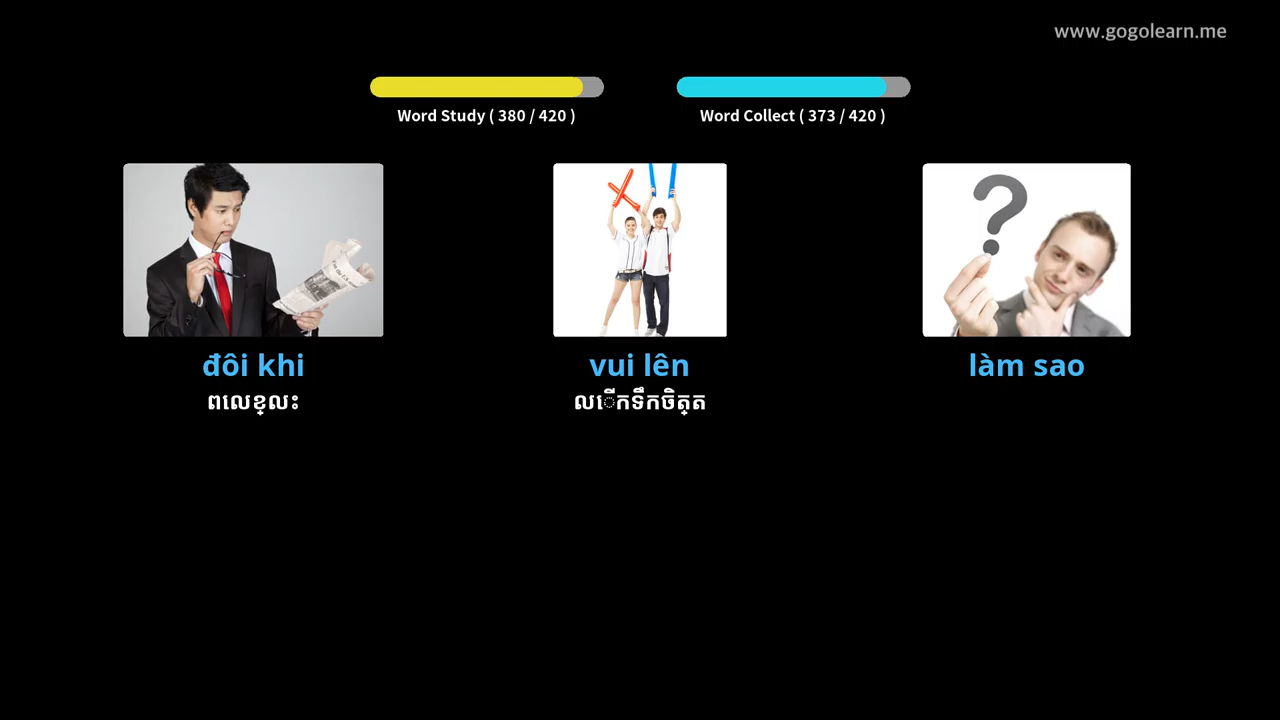 www.gogolearn.me
Word Study ( 380 / 420 )
Word Collect ( 373 / 420 )
đôi khi
vui lên
làm sao
ពលេខ្លះ
លើកទឹកចិត្ត